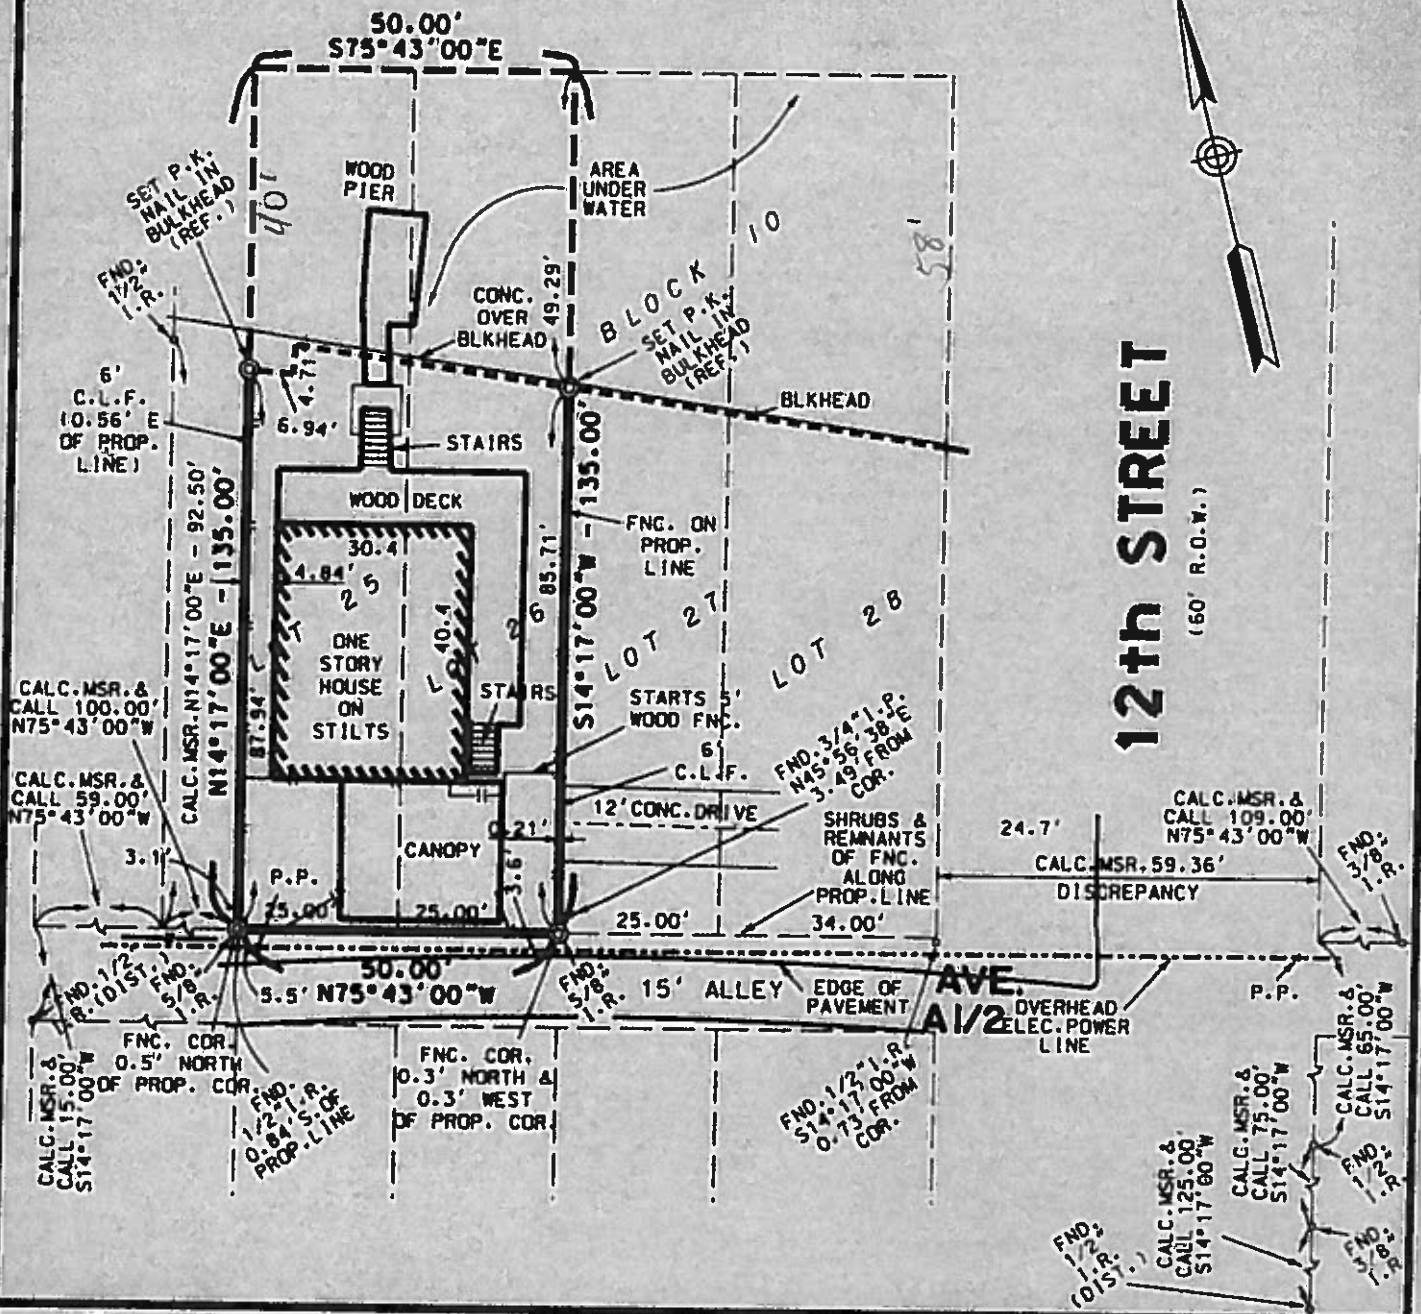 50.00'
S75°43'00"E
SET P.K.
NAIL IN
BULKHEAD
(REF.)
40'
WOOD
PIER
AREA
UNDER
WATER
BLOCK 10
58'
FND.
1/2"
I.R.
CONC.
OVER
BLKHEAD
49.29'
SET P.K.
NAIL IN
BULKHEAD
(REF.)
BLKHEAD
6'
C.L.F.
(0.56' E
OF PROP.
LINE)
4.71'
6.94'
STAIRS
WOOD DECK
FNC. ON
PROP.
LINE
CALC.MSR.N14°17'00"E - 92.50'
N14°17'00"E - 135.00'
87.94'
30.4
4.84'
40.4
LOT 25
LOT 26
85.71'
S14°17'00"W - 135.00'
ONE
STORY
HOUSE
ON
STILTS
STAIRS
LOT 27
LOT 28
12th STREET
(60' R.O.W.)
STARTS 5'
WOOD FNC.
6'
C.L.F.
FND.3/4"I.P.
N45°56'38"E
3.49'FROM
COR.
CALC.MSR.&
CALL 100.00'
N75°43'00"W
CALC.MSR.&
CALL 59.00'
N75°43'00"W
3.1'
12'CONC.DRIVE
SHRUBS &
REMNANTS
OF FNC.
ALONG
PROP.LINE
CANOPY
0.21'
3.6'
P.P.
25.00'
25.00'
25.00'
34.00'
24.7'
CALC.MSR.59.36'
DISCREPANCY
CALC.MSR.&
CALL 109.00'
N75°43'00"W
FND.
3/8"
I.R.
FND.1/2"
I.R.(DIST.)
FND.
5/8"
I.R.
5.5'
50.00'
N75°43'00"W
FND.
5/8"
I.R.
15' ALLEY
EDGE OF
PAVEMENT
AVE.
A 1/2
OVERHEAD
ELEC.POWER
LINE
P.P.
FNC. COR.
0.5' NORTH
OF PROP. COR.
FNC. COR.
0.3' NORTH &
0.3' WEST
OF PROP. COR.
FND.
1/2"I.R.
0.84'S.OF
PROP.LINE
FND.1/2"I.R.
S14°17'00"W
0.73'FROM
COR.
CALC.MSR.&
CALL 15.00'
S14°17'00"W
CALC.MSR.&
CALL 65.00'
S14°17'00"W
CALC.MSR.&
CALL 75.00'
S14°17'00"W
CALC.MSR.&
CALL 125.00'
S14°17'00"W
FND.
1/2"
I.R.
FND.
3/8"
I.R.
FND.
1/2"
I.R.
(DIST.)